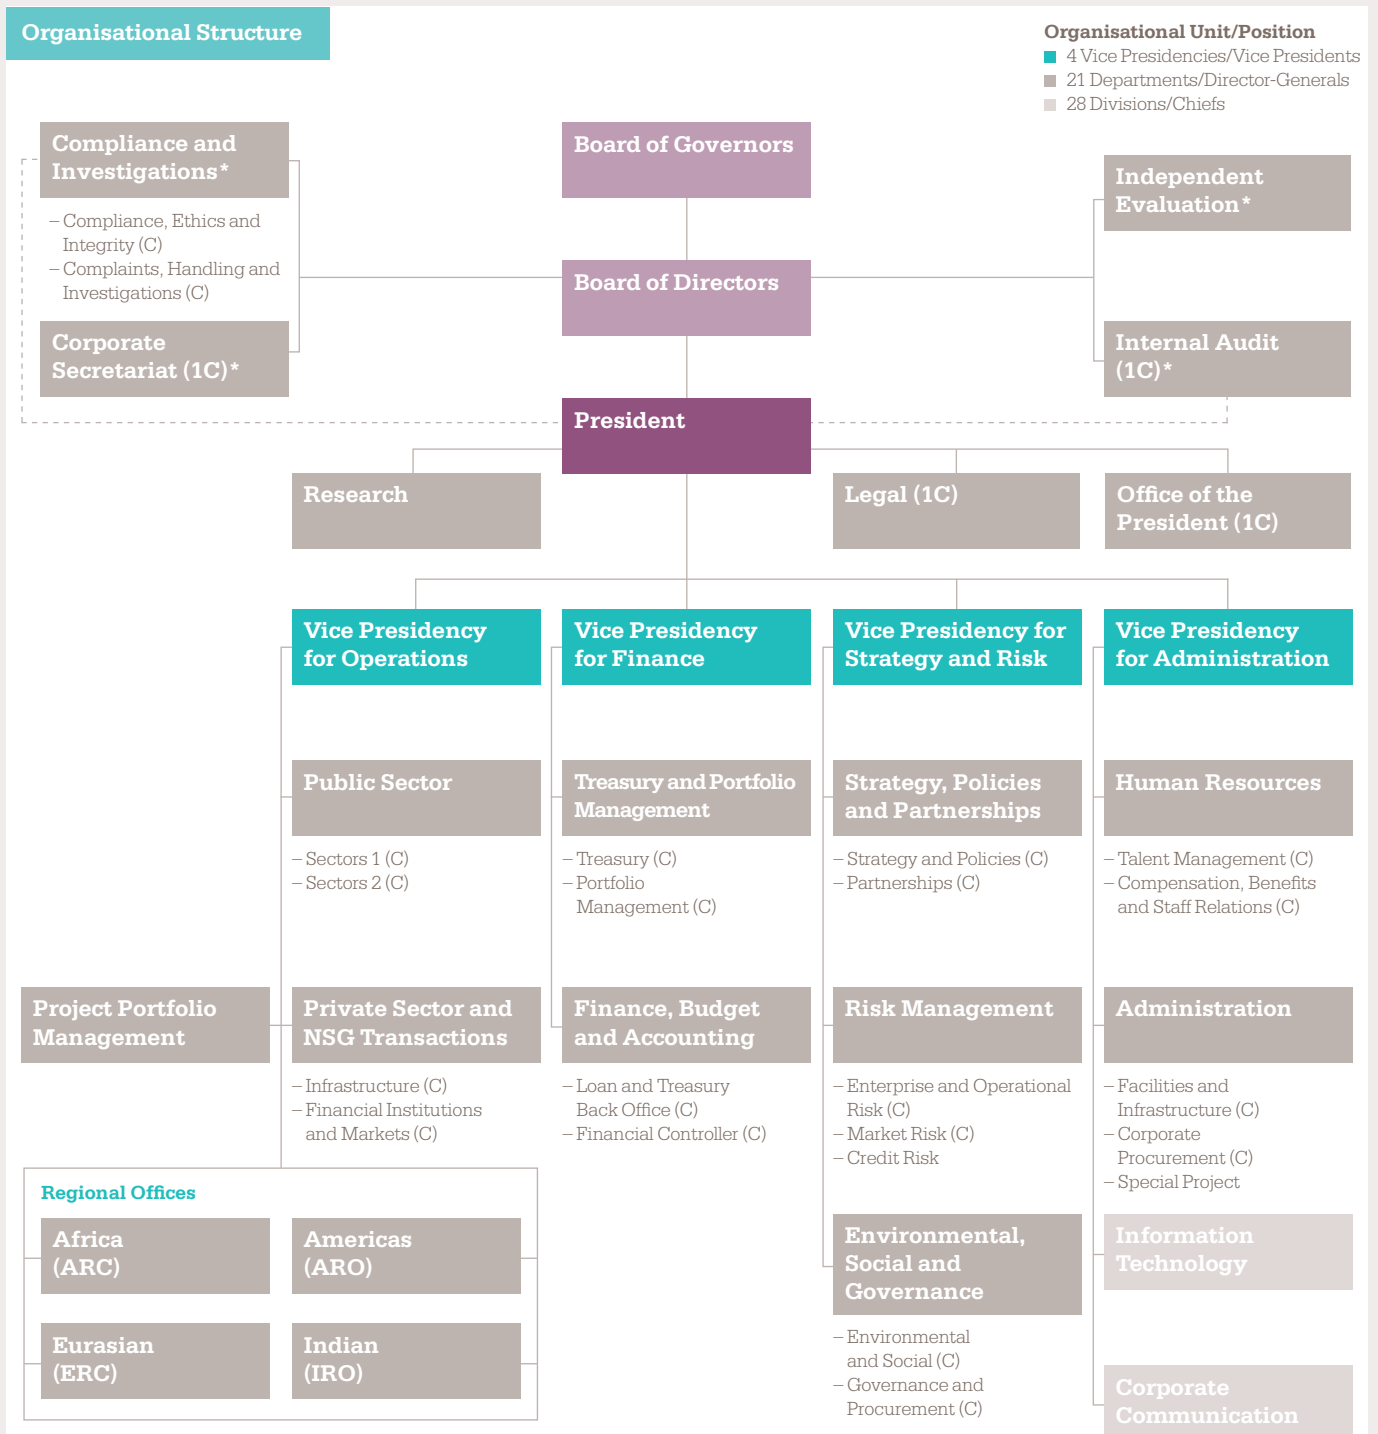 Organisational Structure
Organisational Unit/Position
4 Vice Presidencies/Vice Presidents
21 Departments/Director-Generals
28 Divisions/Chiefs
Compliance and
Investigations*
– Compliance, Ethics and
Integrity (C)
– Complaints, Handling and
Investigations (C)
Corporate
Secretariat (1C)*
Board of Governors
Board of Directors
Independent
Evaluation*
Internal Audit
(1C)*
President
Research
Legal (1C)
Office of the
President (1C)
Vice Presidency
for Operations
Vice Presidency
for Finance
Vice Presidency for
Strategy and Risk
Vice Presidency
for Administration
Public Sector
– Sectors 1 (C)
– Sectors 2 (C)
Treasury and Portfolio
Management
– Treasury (C)
– Portfolio
Management (C)
Strategy, Policies
and Partnerships
– Strategy and Policies (C)
– Partnerships (C)
Human Resources
– Talent Management (C)
– Compensation, Benefits
and Staff Relations (C)
Project Portfolio
Management
Private Sector and
NSG Transactions
– Infrastructure (C)
– Financial Institutions
and Markets (C)
Finance, Budget
and Accounting
– Loan and Treasury
Back Office (C)
– Financial Controller (C)
Risk Management
– Enterprise and Operational
Risk (C)
– Market Risk (C)
– Credit Risk
Administration
– Facilities and
Infrastructure (C)
– Corporate
Procurement (C)
– Special Project
Regional Offices
Africa
(ARC)
Americas
(ARO)
Eurasian
(ERC)
Indian
(IRO)
Environmental,
Social and
Governance
– Environmental
and Social (C)
– Governance and
Procurement (C)
Information
Technology
Corporate
Communication